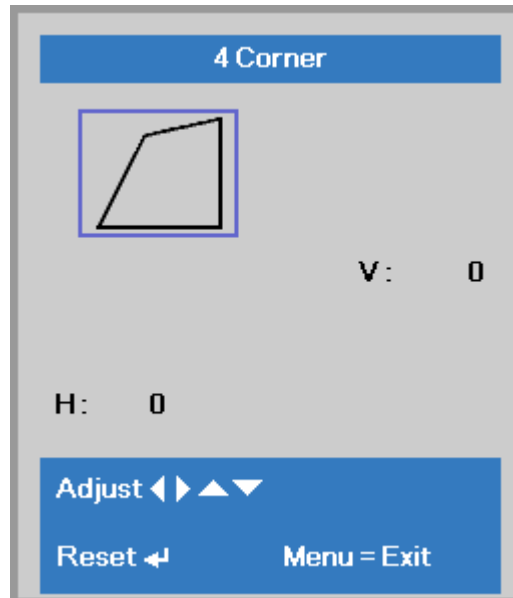 4 Corner
V: 0
H: 0
Adjust ◀ ▶ ▲ ▼
Reset ↵ Menu = Exit